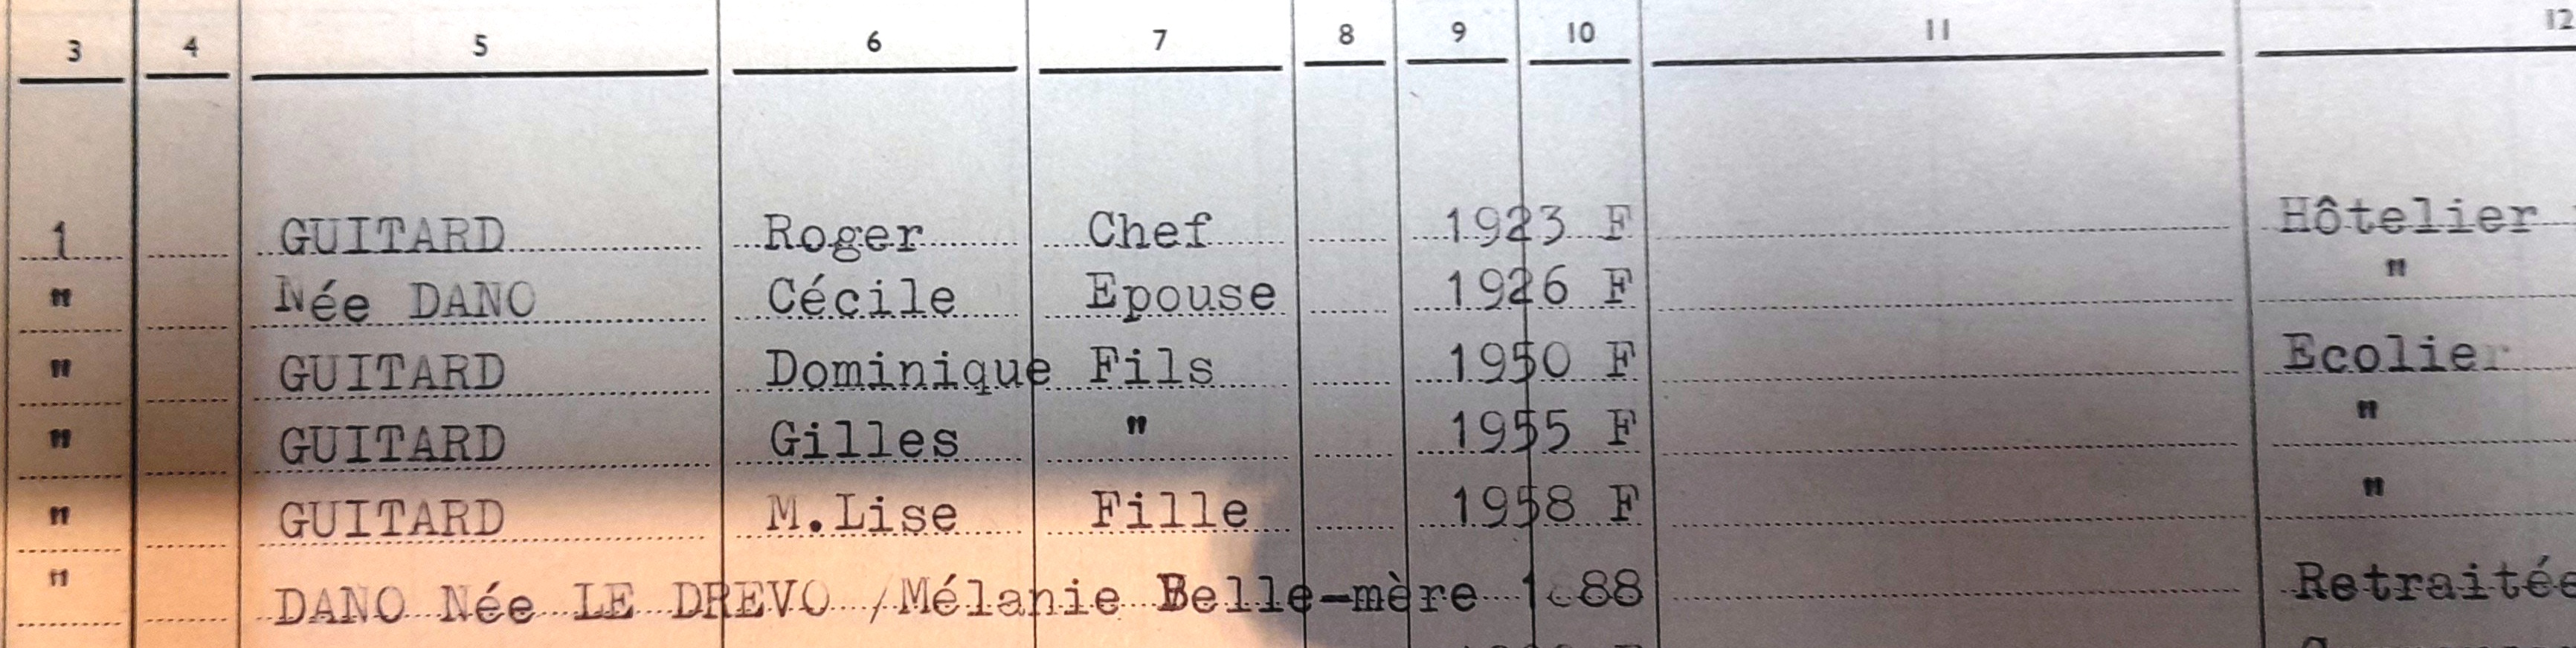 3 4 5 6 7 8 9 10 11 12
1 GUITARD Roger Chef 1923 F Hôtelier
" Née DANO Cécile Epouse 1926 F "
" GUITARD Dominique Fils 1950 F Ecolier
" GUITARD Gilles " 1955 F "
" GUITARD M.Lise Fille 1958 F "
" DANO Née LE DREVO /Mélanie Belle-mère 1888 Retraitée